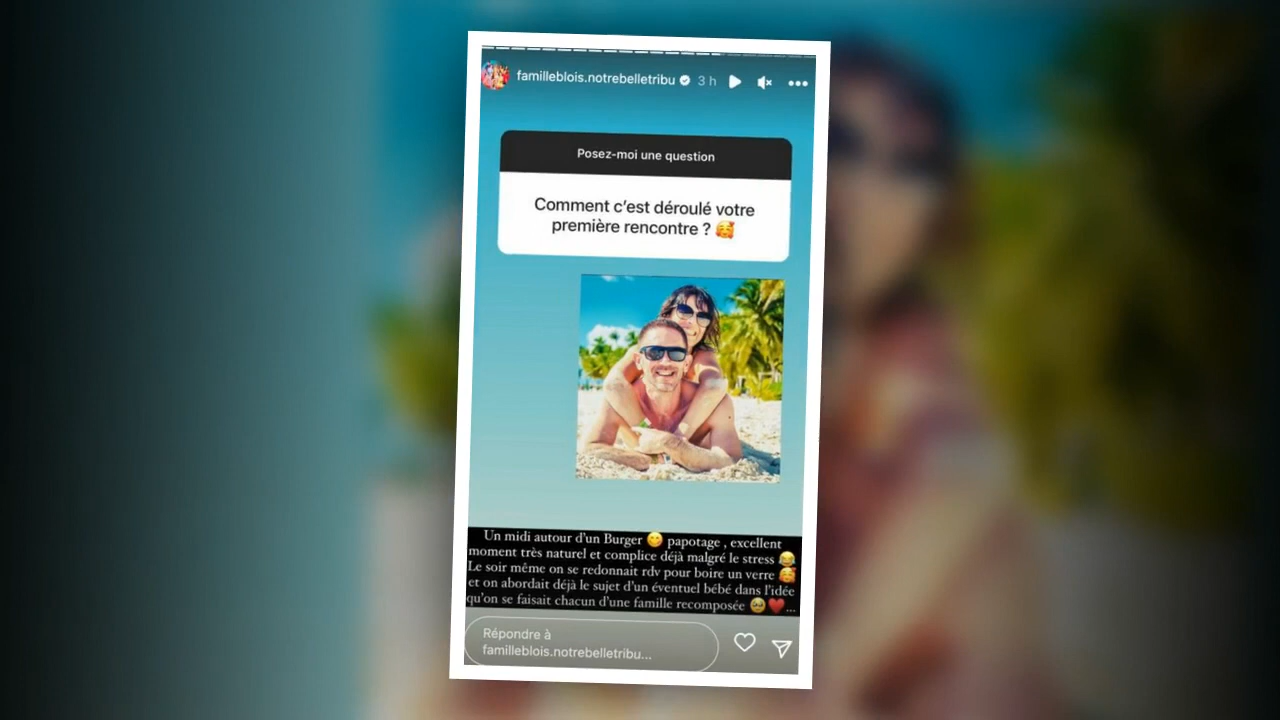 familleblois.notrebelletribu 3 h
Posez-moi une question
Comment c’est déroulé votre
première rencontre ? 🥰
Un midi autour d’un Burger 😋 papotage , excellent
moment très naturel et complice déjà malgré le stress 😂
Le soir même on se redonnait rdv pour boire un verre 🥰
et on abordait déjà le sujet d’un éventuel bébé dans l’idée
qu’on se faisait chacun d’une famille recomposée 🥹❤️...
Répondre à
familleblois.notrebelletribu...